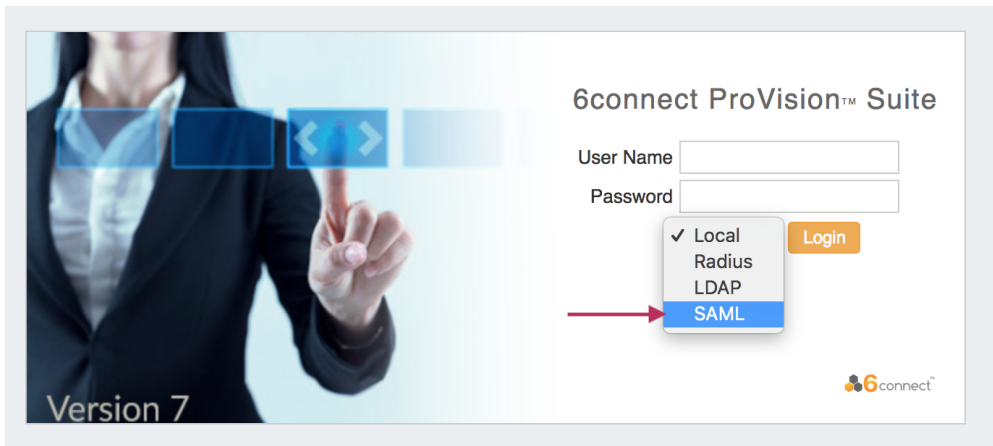 6connect ProVision™ Suite
User Name
Password
✓ Local
Login
Radius
LDAP
SAML
6connect™
Version 7